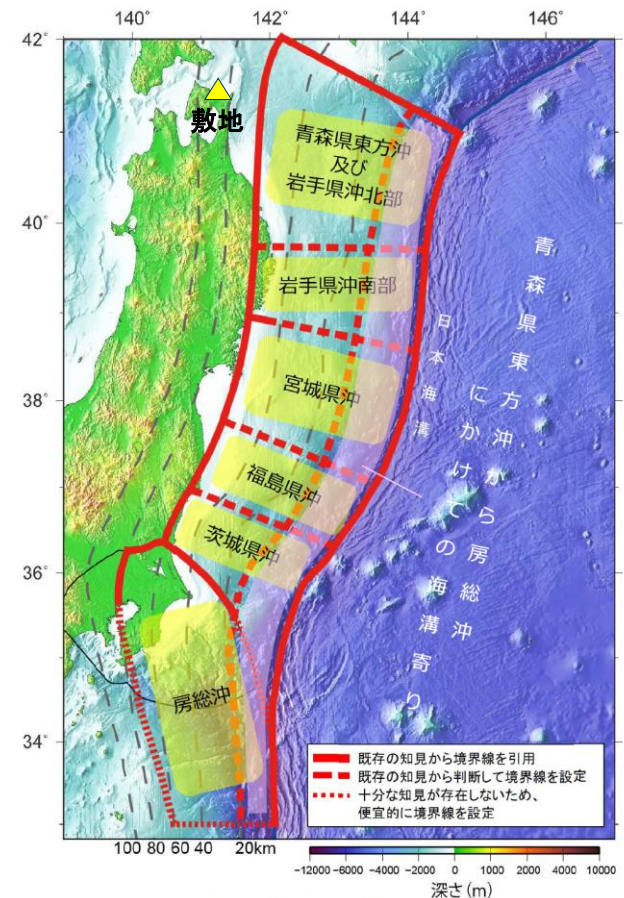 140°
142°
144°
146°
42°
40°
38°
36°
34°
敷地
青森県東方沖
及び
岩手県沖北部
岩手県沖南部
宮城県沖
福島県沖
茨城県沖
房総沖
日本海溝
青森県東方沖から房総沖
にかけての海溝寄り
既存の知見から境界線を引用
既存の知見から判断して境界線を設定
十分な知見が存在しないため、
便宜的に境界線を設定
100 80 60 40 20km
-12000 -6000 -4000 -2000 0 1000 2000 4000 10000
深さ(m)